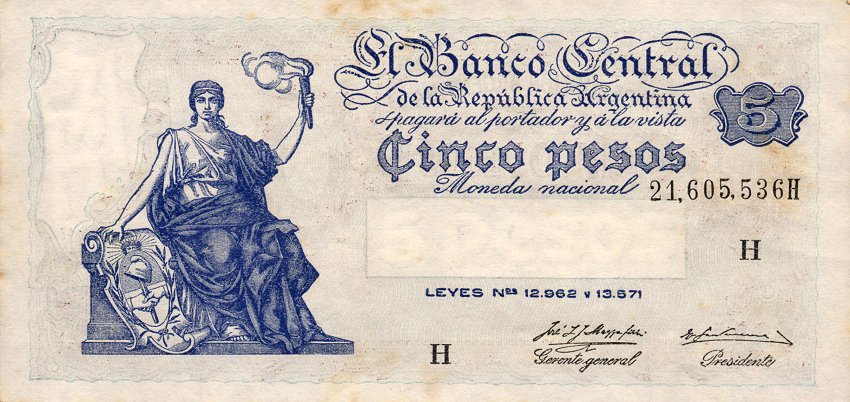 El Banco Central
de la República Argentina
pagará al portador y á la vista
5
Cinco pesos
Moneda nacional
21,605,536H
H
LEYES Nos 12.962 y 13.571
H
Gerente general
Presidente